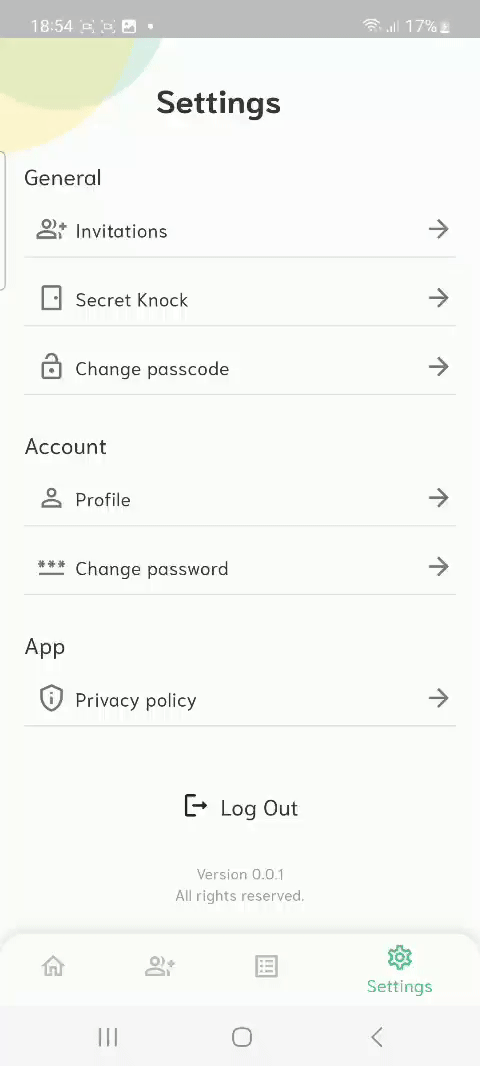 18:54
17%
Settings
General
Invitations
Secret Knock
Change passcode
Account
Profile
*** Change password
App
Privacy policy
Log Out
Version 0.0.1
All rights reserved.
Settings